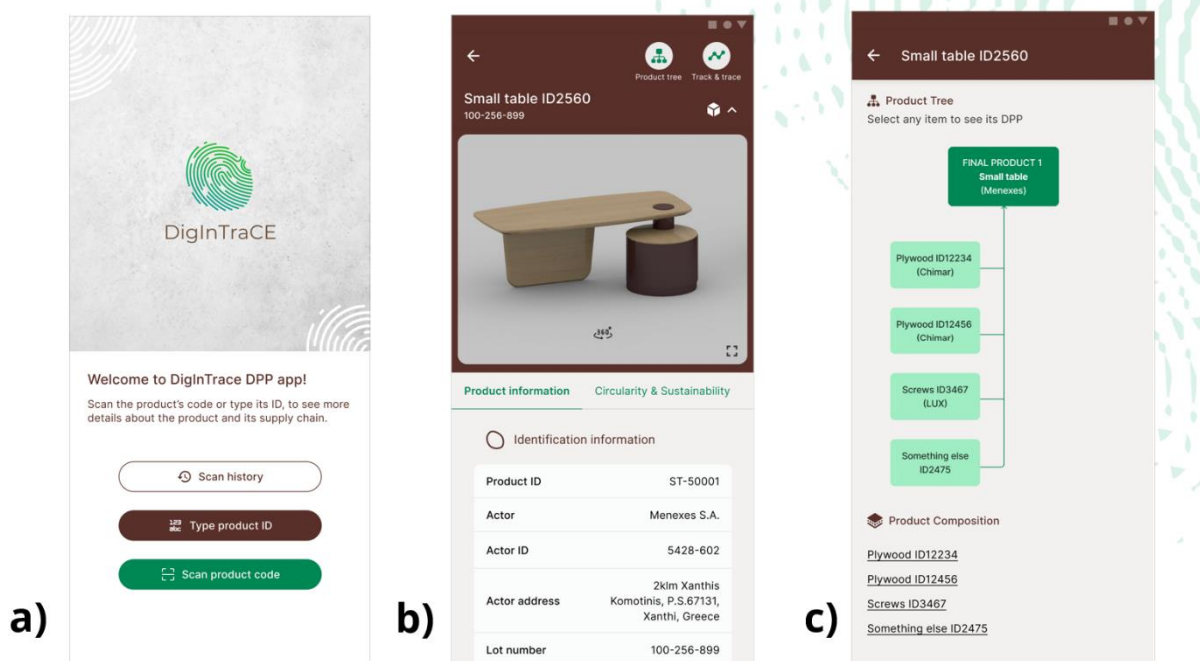 DigInTraCE
Welcome to DigInTrace DPP app!
Scan the product's code or type its ID, to see more
details about the product and its supply chain.
Scan history
123
abc
Type product ID
Scan product code
a)
Product tree
Track & trace
Small table ID2560
100-256-899
360°
Product information
Circularity & Sustainability
Identification information
Product ID
ST-50001
Actor
Menexes S.A.
Actor ID
5428-602
Actor address
2klm Xanthis
Komotinis, P.S.67131,
Xanthi, Greece
Lot number
100-256-899
b)
Small table ID2560
Product Tree
Select any item to see its DPP
FINAL PRODUCT 1
Small table
(Menexes)
Plywood ID12234
(Chimar)
Plywood ID12456
(Chimar)
Screws ID3467
(LUX)
Something else
ID2475
Product Composition
Plywood ID12234
Plywood ID12456
Screws ID3467
Something else ID2475
c)